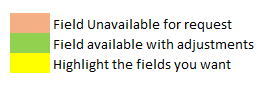 Field Unavailable for request
Field available with adjustments
Highlight the fields you want